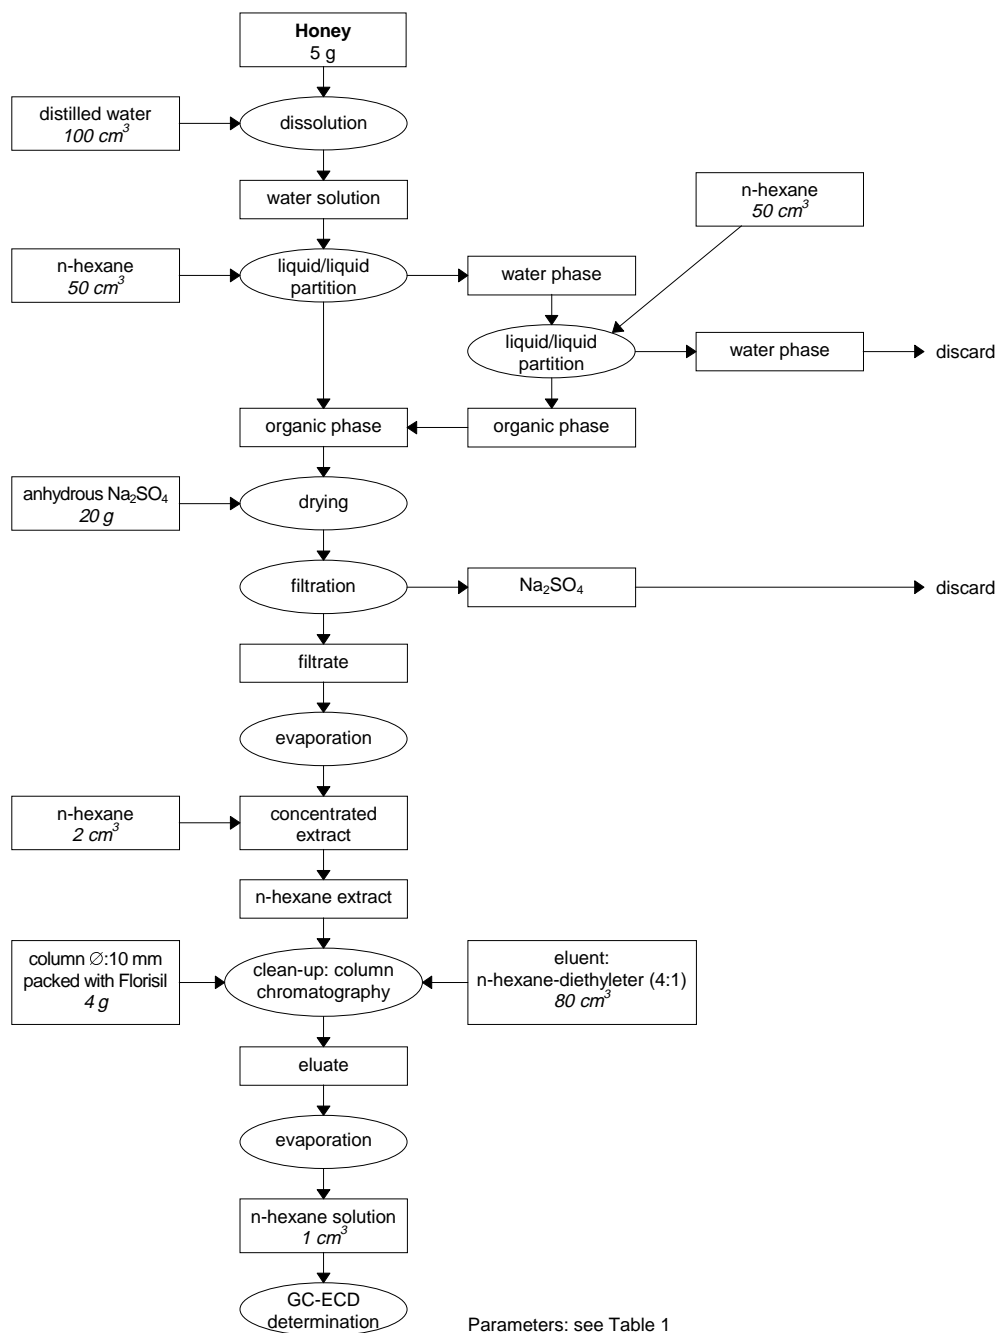 Honey
5 g
distilled water
100 cm³
dissolution
water solution
n-hexane
50 cm³
n-hexane
50 cm³
liquid/liquid
partition
water phase
liquid/liquid
partition
water phase
discard
organic phase
organic phase
anhydrous Na₂SO₄
20 g
drying
filtration
Na₂SO₄
discard
filtrate
evaporation
n-hexane
2 cm³
concentrated
extract
n-hexane extract
column ∅:10 mm
packed with Florisil
4 g
clean-up: column
chromatography
eluent:
n-hexane-diethyleter (4:1)
80 cm³
eluate
evaporation
n-hexane solution
1 cm³
GC-ECD
determination
Parameters: see Table 1